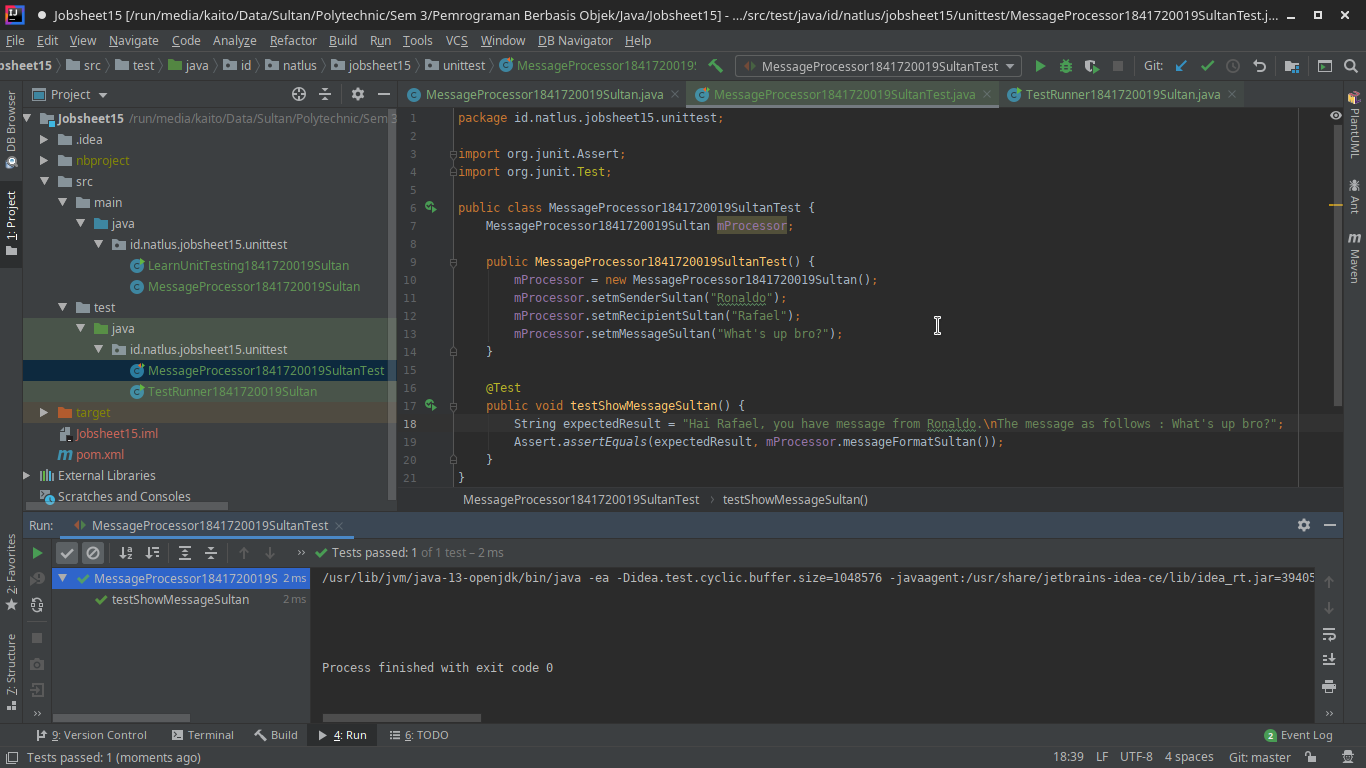 Jobsheet15 [/run/media/kaito/Data/Sultan/Polytechnic/Sem 3/Pemrograman Berbasis Objek/Java/Jobsheet15] - .../src/test/java/id/natlus/jobsheet15/unittest/MessageProcessor1841720019SultanTest.j...
File Edit View Navigate Code Analyze Refactor Build Run Tools VCS Window DB Navigator Help
bsheet15 src test java id natlus jobsheet15 unittest MessageProcessor1841720019 MessageProcessor1841720019SultanTest Git:
Project
MessageProcessor1841720019Sultan.java MessageProcessor1841720019SultanTest.java TestRunner1841720019Sultan.java
DB Browser
1: Project
2: Favorites
7: Structure
Jobsheet15 /run/media/kaito/Data/Sultan/Polytechnic/Sem 3
.idea
nbproject
src
main
java
id.natlus.jobsheet15.unittest
LearnUnitTesting1841720019Sultan
MessageProcessor1841720019Sultan
test
java
id.natlus.jobsheet15.unittest
MessageProcessor1841720019SultanTest
TestRunner1841720019Sultan
target
Jobsheet15.iml
pom.xml
External Libraries
Scratches and Consoles
1 package id.natlus.jobsheet15.unittest;
2
3 import org.junit.Assert;
4 import org.junit.Test;
5
6 public class MessageProcessor1841720019SultanTest {
7 MessageProcessor1841720019Sultan mProcessor;
8
9 public MessageProcessor1841720019SultanTest() {
10 mProcessor = new MessageProcessor1841720019Sultan();
11 mProcessor.setmSenderSultan("Ronaldo");
12 mProcessor.setmRecipientSultan("Rafael");
13 mProcessor.setmMessageSultan("What's up bro?");
14 }
15
16 @Test
17 public void testShowMessageSultan() {
18 String expectedResult = "Hai Rafael, you have message from Ronaldo.\nThe message as follows : What's up bro?";
19 Assert.assertEquals(expectedResult, mProcessor.messageFormatSultan());
20 }
21 }
MessageProcessor1841720019SultanTest › testShowMessageSultan()
PlantUML
Ant
Maven
Run: MessageProcessor1841720019SultanTest
Tests passed: 1 of 1 test – 2 ms
MessageProcessor1841720019S 2 ms
testShowMessageSultan 2 ms
/usr/lib/jvm/java-13-openjdk/bin/java -ea -Didea.test.cyclic.buffer.size=1048576 -javaagent:/usr/share/jetbrains-idea-ce/lib/idea_rt.jar=39405
Process finished with exit code 0
9: Version Control Terminal Build 4: Run 6: TODO 2 Event Log
Tests passed: 1 (moments ago) 18:39 LF UTF-8 4 spaces Git: master